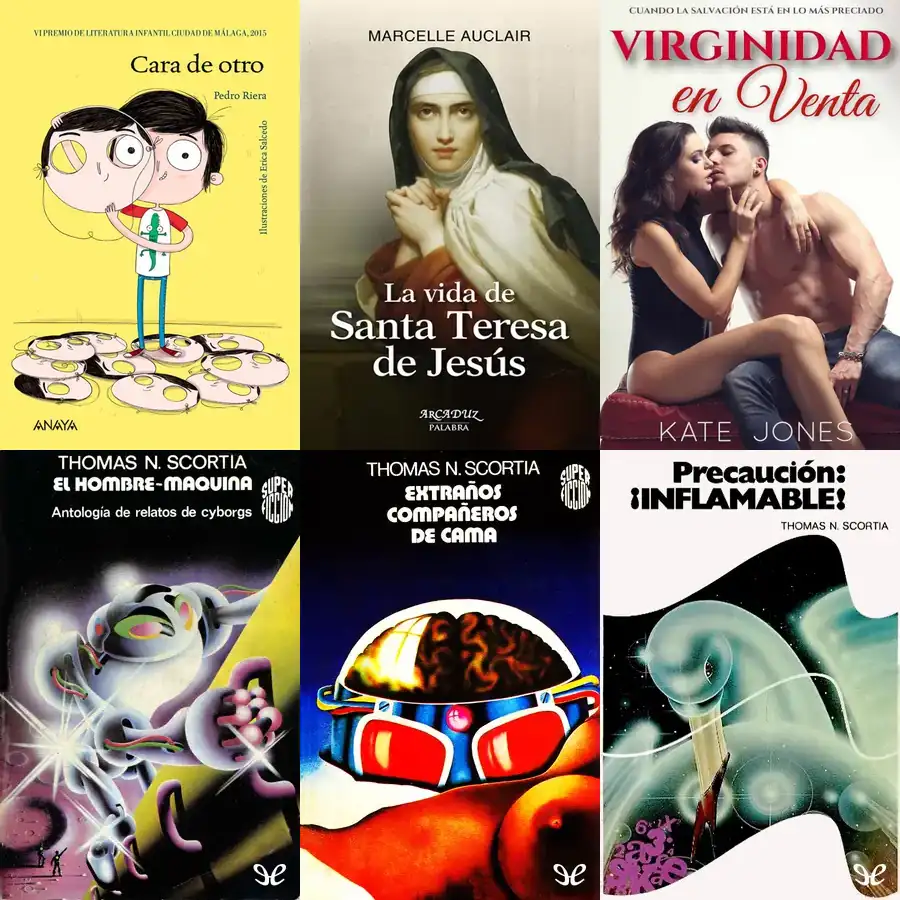 VI PREMIO DE LITERATURA INFANTIL CIUDAD DE MÁLAGA, 2015
Cara de otro
Pedro Riera
Ilustraciones de Erica Salcedo
ANAYA
MARCELLE AUCLAIR
La vida de
Santa Teresa
de Jesús
ARCADUZ
PALABRA
CUANDO LA SALVACIÓN ESTÁ EN LO MÁS PRECIADO
VIRGINIDAD
en Venta
KATE JONES
THOMAS N. SCORTIA
EL HOMBRE-MAQUINA
Antología de relatos de cyborgs
SUPER
FICCION
THOMAS N. SCORTIA
EXTRAÑOS
COMPAÑEROS
DE CAMA
SUPER
FICCION
Precaución:
¡INFLAMABLE!
THOMAS N. SCORTIA